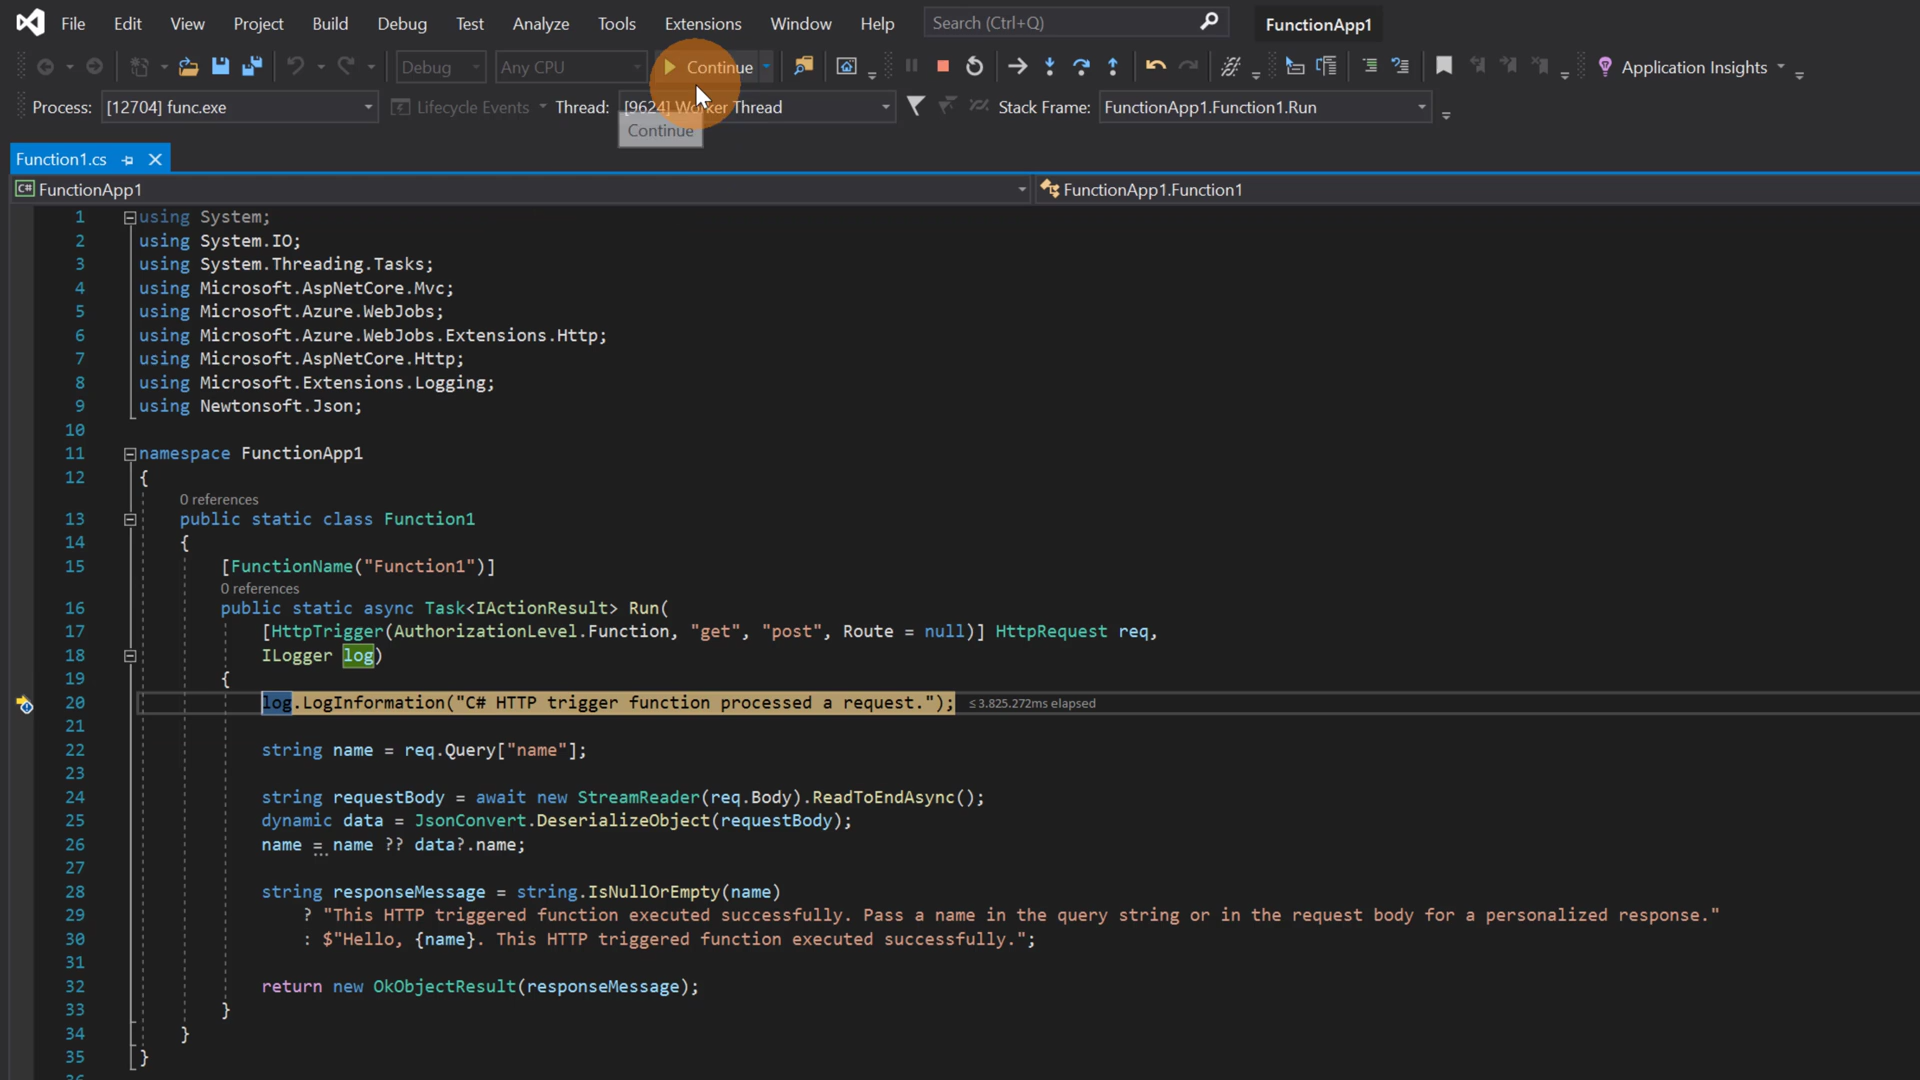 File Edit View Project Build Debug Test Analyze Tools Extensions Window Help Search (Ctrl+Q) FunctionApp1
Debug Any CPU Continue Application Insights
Process: [12704] func.exe Lifecycle Events Thread: [9624] Worker Thread Stack Frame: FunctionApp1.Function1.Run
Continue
Function1.cs
C# FunctionApp1 FunctionApp1.Function1
1 using System;
2 using System.IO;
3 using System.Threading.Tasks;
4 using Microsoft.AspNetCore.Mvc;
5 using Microsoft.Azure.WebJobs;
6 using Microsoft.Azure.WebJobs.Extensions.Http;
7 using Microsoft.AspNetCore.Http;
8 using Microsoft.Extensions.Logging;
9 using Newtonsoft.Json;
10
11 namespace FunctionApp1
12 {
0 references
13 public static class Function1
14 {
15 [FunctionName("Function1")]
0 references
16 public static async Task<IActionResult> Run(
17 [HttpTrigger(AuthorizationLevel.Function, "get", "post", Route = null)] HttpRequest req,
18 ILogger log)
19 {
20 log.LogInformation("C# HTTP trigger function processed a request."); ≤3.825.272ms elapsed
21
22 string name = req.Query["name"];
23
24 string requestBody = await new StreamReader(req.Body).ReadToEndAsync();
25 dynamic data = JsonConvert.DeserializeObject(requestBody);
26 name = name ?? data?.name;
27
28 string responseMessage = string.IsNullOrEmpty(name)
29 ? "This HTTP triggered function executed successfully. Pass a name in the query string or in the request body for a personalized response."
30 : $"Hello, {name}. This HTTP triggered function executed successfully.";
31
32 return new OkObjectResult(responseMessage);
33 }
34 }
35 }
36